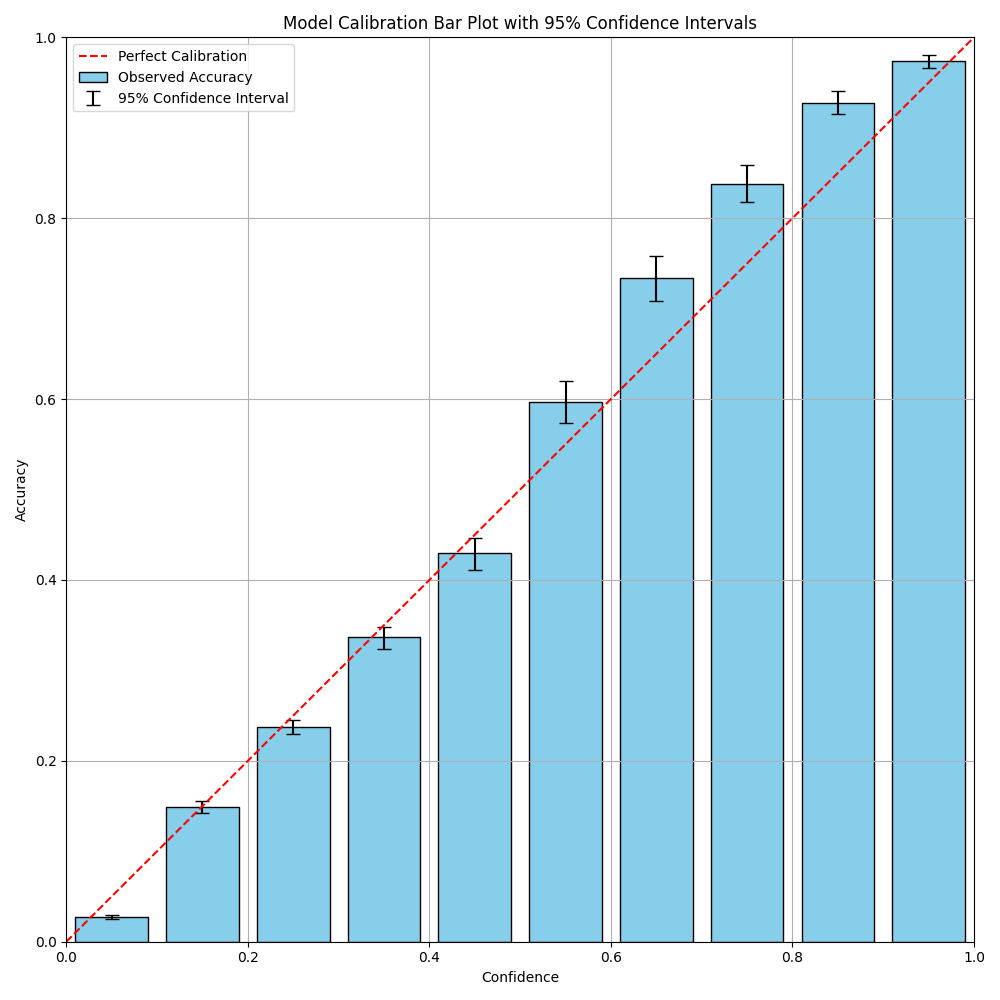 Model Calibration Bar Plot with 95% Confidence Intervals
Perfect Calibration
Observed Accuracy
95% Confidence Interval
1.0
0.8
0.6
0.4
0.2
0.0
Accuracy
0.0 0.2 0.4 0.6 0.8 1.0
Confidence